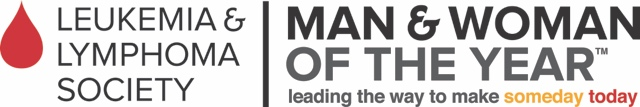 LEUKEMIA &
LYMPHOMA
SOCIETY
MAN & WOMAN
OF THE YEAR™
leading the way to make someday today